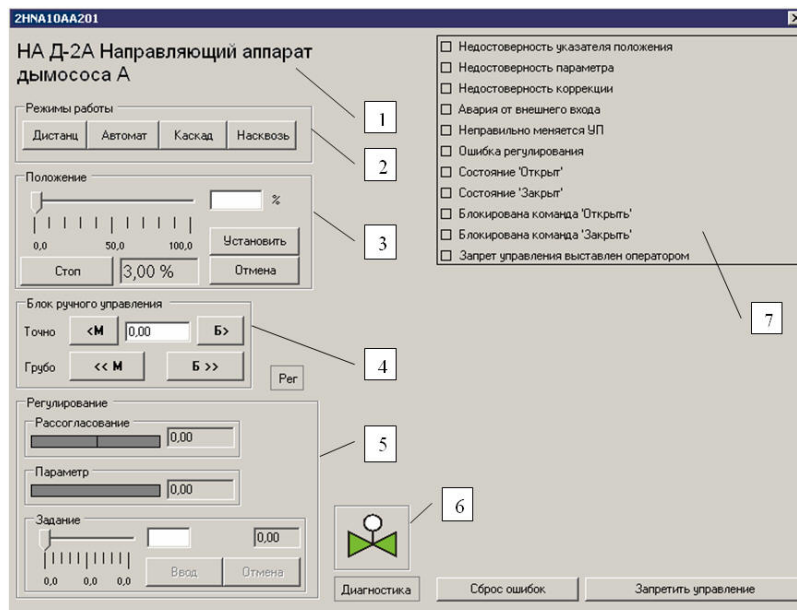 2HNA10AA201
НА Д-2А Направляющий аппарат
дымососа А
1
Режимы работы
Дистанц Автомат Каскад Насквозь
2
Положение
%
0,0 50,0 100,0
Установить
Стоп 3,00 % Отмена
3
Блок ручного управления
Точно <М 0,00 Б>
Грубо << М Б >>
4
Рег
Регулирование
Рассогласование
0,00
5
Параметр
0,00
Задание
0,00
0,0 0,0 0,0
Ввод Отмена
6
Диагностика
Недостоверность указателя положения
Недостоверность параметра
Недостоверность коррекции
Авария от внешнего входа
Неправильно меняется УП
Ошибка регулирования
Состояние 'Открыт'
Состояние 'Закрыт'
Блокирована команда 'Открыть'
Блокирована команда 'Закрыть'
Запрет управления выставлен оператором
7
Сброс ошибок Запретить управление